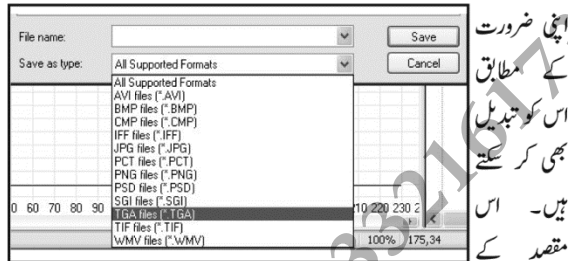 اپنی ضرورت
کے مطابق
اس کو تبدیل
بھی کر سکتے
ہیں۔ اس
مقصد کے
File name:
Save
Save as type:
All Supported Formats
Cancel
All Supported Formats
AVI files (*.AVI)
BMP files (*.BMP)
CMP files (*.CMP)
IFF files (*.IFF)
JPG files (*.JPG)
PCT files (*.PCT)
PNG files (*.PNG)
PSD files (*.PSD)
SGI files (*.SGI)
TGA files (*.TGA)
TIF files (*.TIF)
WMV files (*.WMV)
0 60 70 80 90
210 220 230 2
100% 175,34